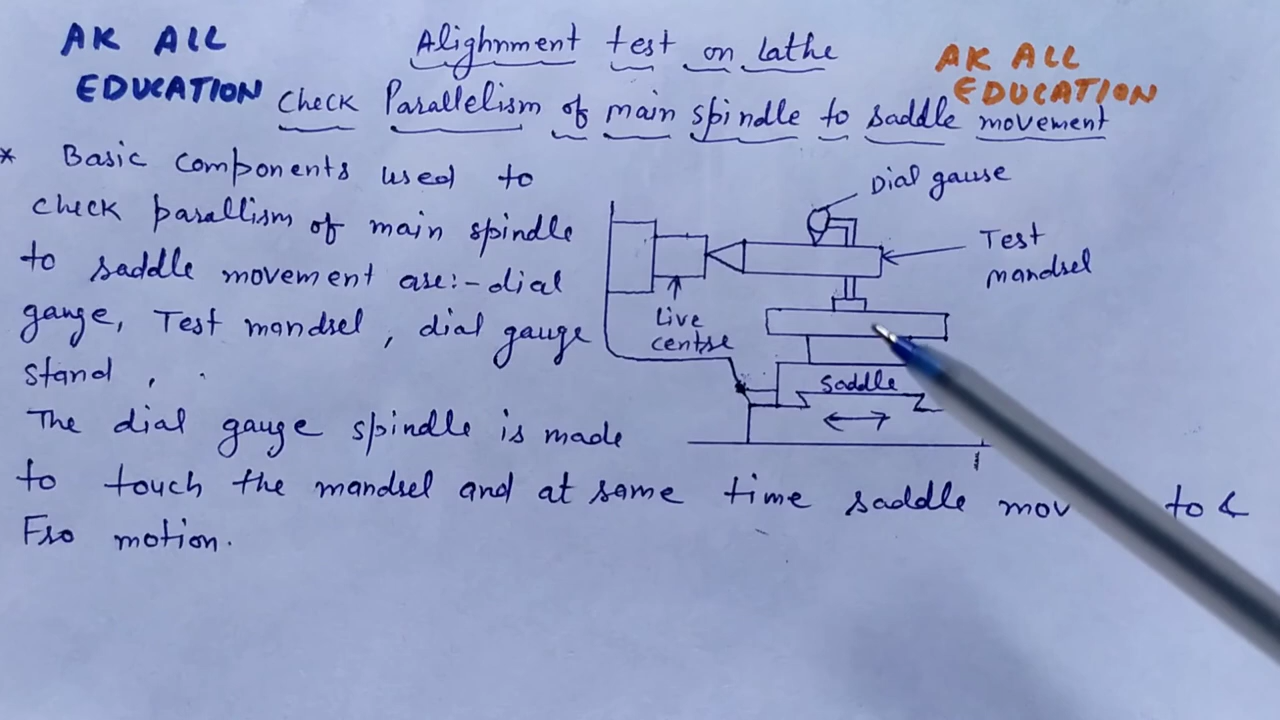 AK ALL
EDUCATION
Alighnment test on Lathe
AK ALL
EDUCATION
Check Parallelism of main spindle to saddle movement
* Basic components used to
check parallism of main spindle
to saddle movement are:- dial
gauge, Test mandrel, dial gauge
stand,
The dial gauge spindle is made
to touch the mandrel and at same time saddle mov to &
Fro motion.
Dial gauge
Test
mandrel
Live
centre
saddle